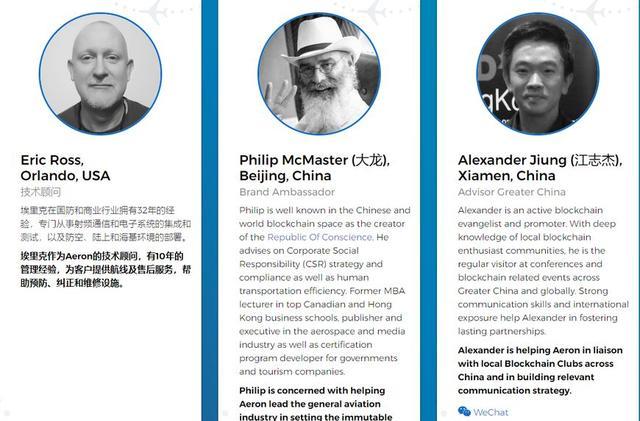 Eric Ross,
Orlando, USA
技术顾问
埃里克在国防和商业行业拥有32年的经
验，专门从事射频通信和电子系统的集成和
测试，以及防空、陆上和海基环境的部署。
埃里克作为Aeron的技术顾问，有10年的
管理经验，为客户提供航线及售后服务，帮
助预防、纠正和维修设施。
Philip McMaster (大龙),
Beijing, China
Brand Ambassador
Philip is well known in the Chinese and
world blockchain space as the creator
of the Republic Of Conscience. He
advises on Corporate Social
Responsibility (CSR) strategy and
compliance as well as human
transportation efficiency. Former MBA
lecturer in top Canadian and Hong
Kong business schools, publisher and
executive in the aerospace and media
industry as well as certification
program developer for governments
and tourism companies.
Philip is concerned with helping
Aeron lead the general aviation
industry in setting the immutable
Alexander Jiung (江志杰),
Xiamen, China
Advisor Greater China
Alexander is an active blockchain
evangelist and promoter. With deep
knowledge of local blockchain
enthusiast communities, he is the
regular visitor at conferences and
blockchain related events across
Greater China and globally. Strong
communication skills and international
exposure help Alexander in fostering
lasting partnerships.
Alexander is helping Aeron in liaison
with local Blockchain Clubs across
China and in building relevant
communication strategy.
WeChat